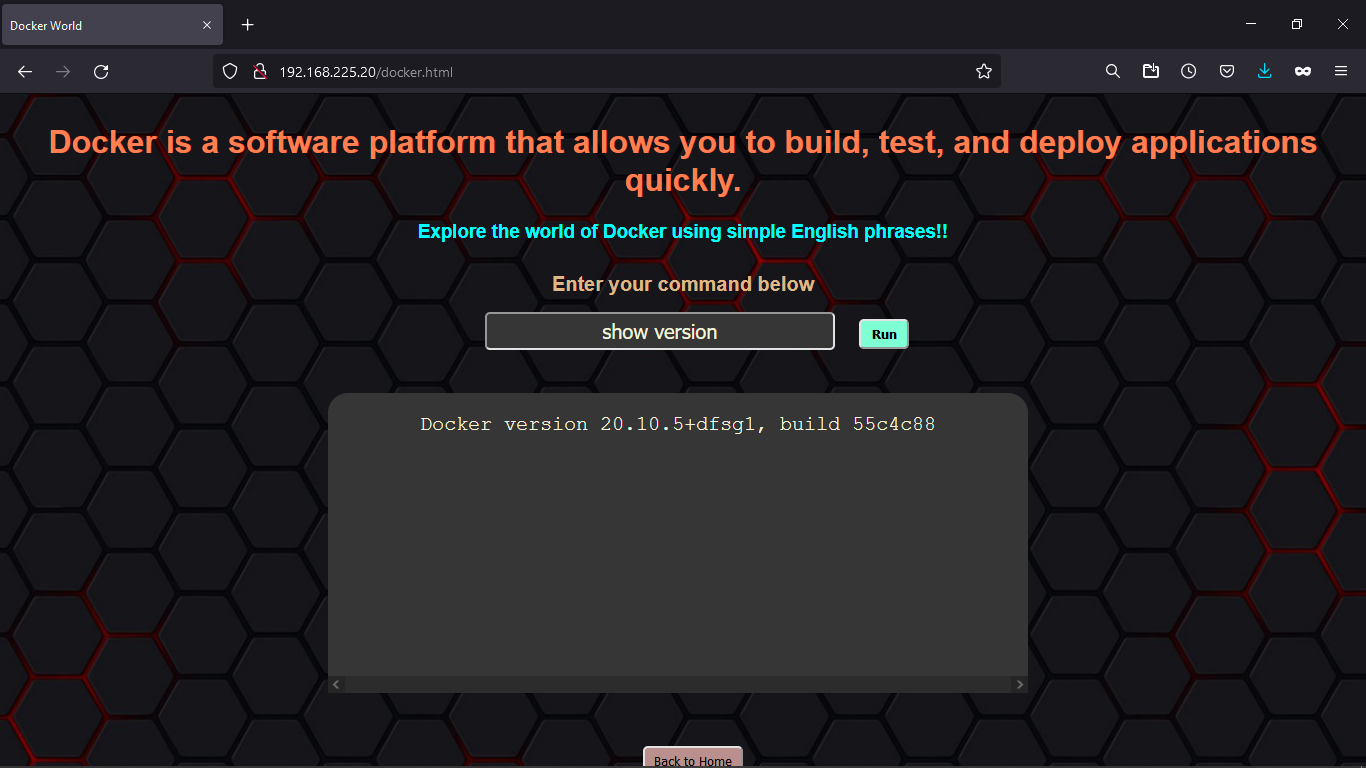 Docker World
192.168.225.20/docker.html
Docker is a software platform that allows you to build, test, and deploy applications
quickly.
Explore the world of Docker using simple English phrases!!
Enter your command below
show version
Run
Docker version 20.10.5+dfsg1, build 55c4c88
Back to Home